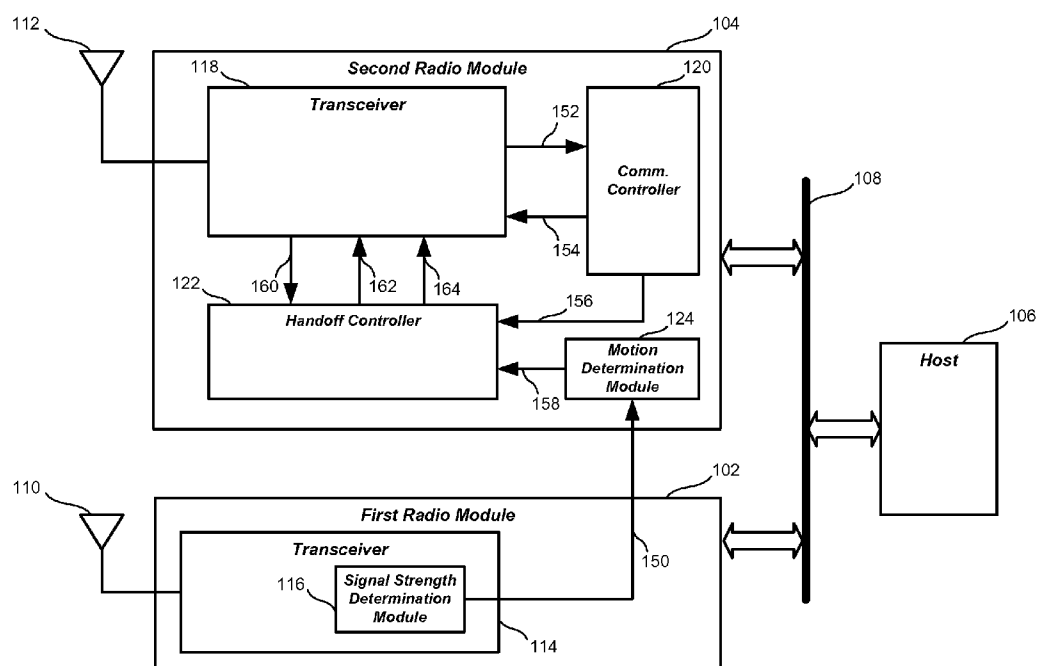 112
104
118
Second Radio Module
120
Transceiver
152
Comm.
Controller
108
154
160
162
164
122
156
124
106
Handoff Controller
Motion
Determination
Module
Host
158
110
102
First Radio Module
Transceiver
150
116
Signal Strength
Determination
Module
114